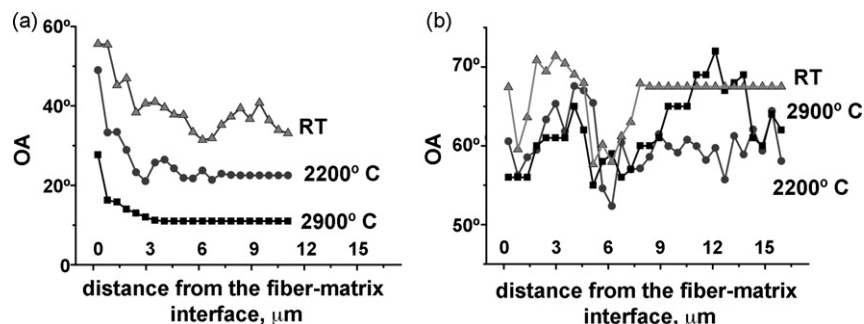 (a)
60º
40º
20º
0
OA
RT
2200º C
2900º C
0 3 6 9 12 15
distance from the fiber-matrix
interface, μm
(b)
70º
60º
50º
OA
RT
2900º C
2200º C
0 3 6 9 12 15
distance from the fiber-matrix
interface, μm